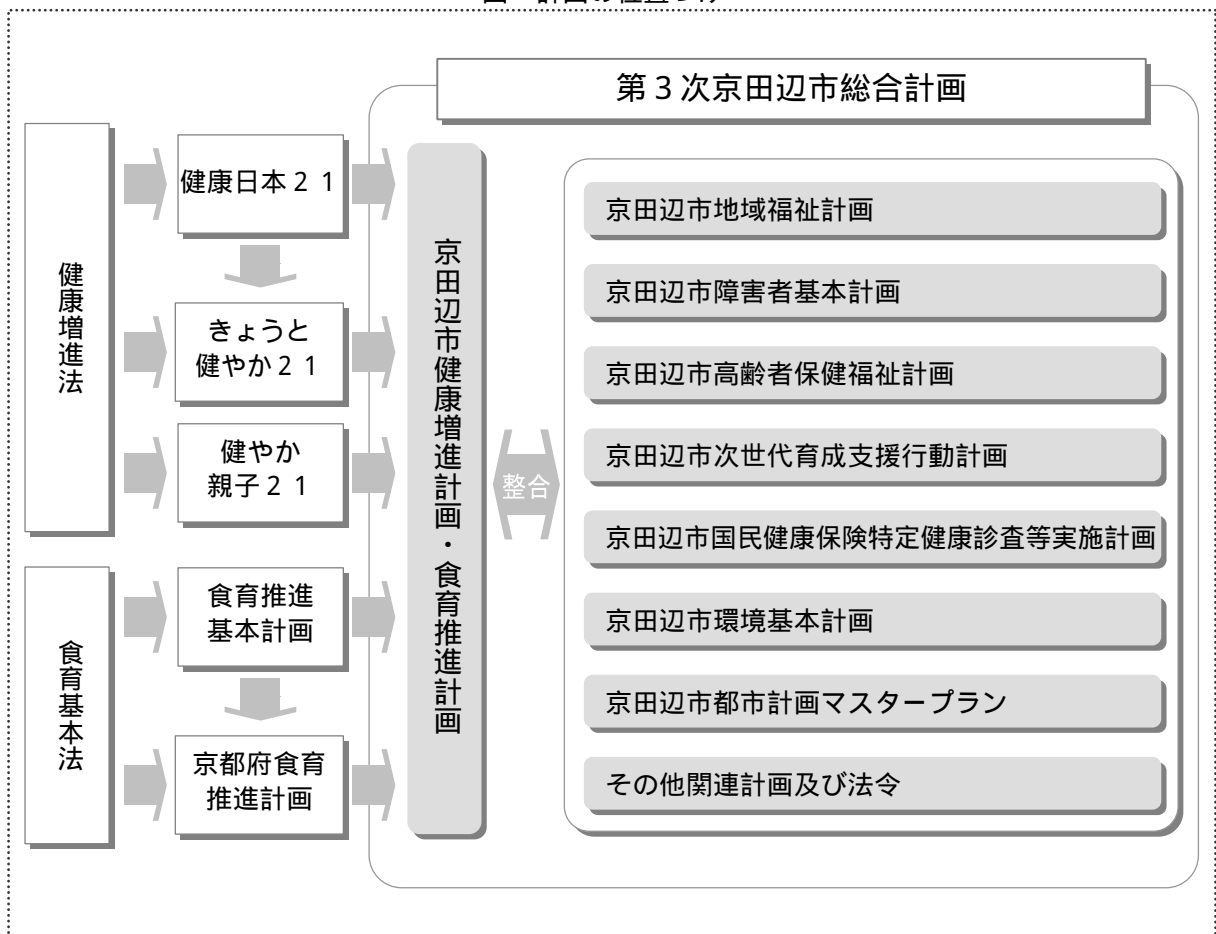 第3次京田辺市総合計画
健康増進法
健康日本21
きょうと
健やか21
健やか
親子21
食育基本法
食育推進
基本計画
京都府食育
推進計画
京田辺市健康増進計画・食育推進計画
整合
京田辺市地域福祉計画
京田辺市障害者基本計画
京田辺市高齢者保健福祉計画
京田辺市次世代育成支援行動計画
京田辺市国民健康保険特定健康診査等実施計画
京田辺市環境基本計画
京田辺市都市計画マスタープラン
その他関連計画及び法令